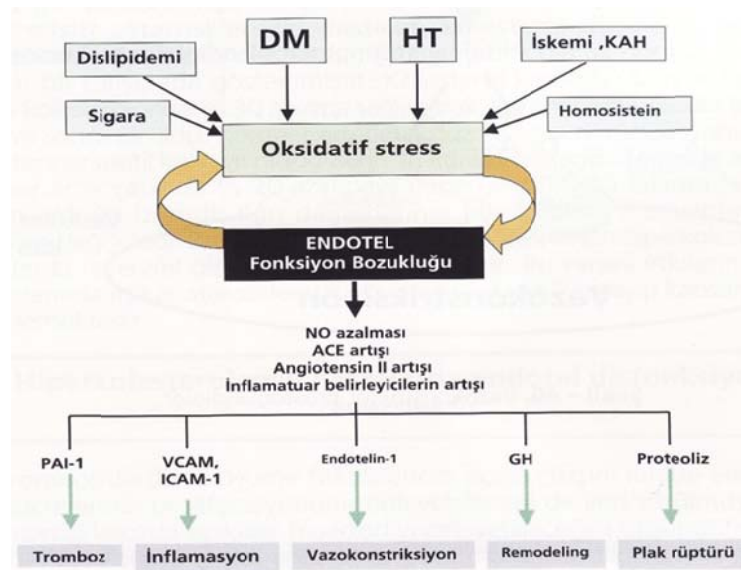 DM
HT
İskemi ,KAH
Dislipidemi
Sigara
Homosistein
Oksidatif stress
ENDOTEL
Fonksiyon Bozukluğu
NO azalması
ACE artışı
Angiotensin II artışı
İnflamatuar belirleyicilerin artışı
PAI-1
VCAM,
ICAM-1
Endotelin-1
GH
Proteoliz
Tromboz
İnflamasyon
Vazokonstriksiyon
Remodeling
Plak rüptürü